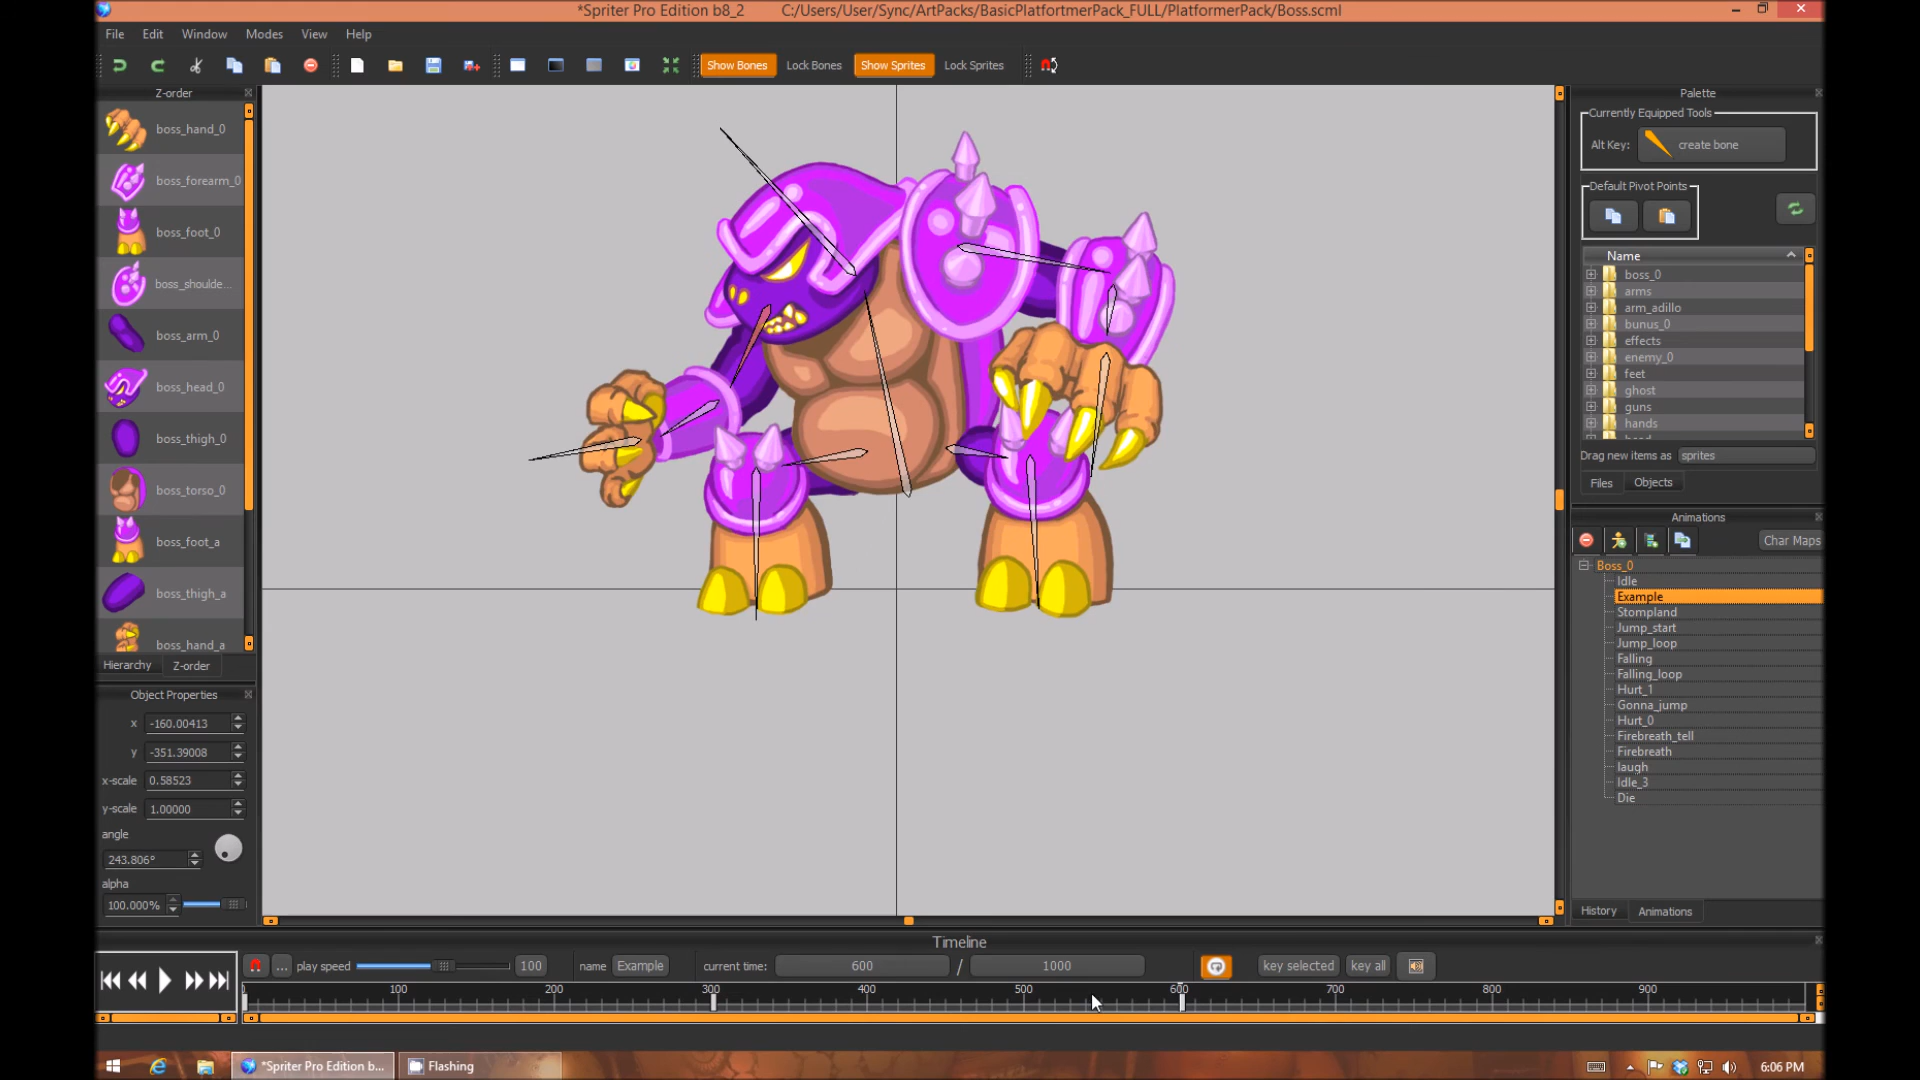 *Spriter Pro Edition b8_2 C:/Users/User/Sync/ArtPacks/BasicPlatfortmerPack_FULL/PlatformerPack/Boss.scml
File Edit Window Modes View Help
Show Bones Lock Bones Show Sprites Lock Sprites
Z-order
boss_hand_0
boss_forearm_0
boss_foot_0
boss_shoulde...
boss_arm_0
boss_head_0
boss_thigh_0
boss_torso_0
boss_foot_a
boss_thigh_a
boss_hand_a
Hierarchy Z-order
Object Properties
x -160.00413
y -351.39008
x-scale 0.58523
y-scale 1.00000
angle
243.806°
alpha
100.000%
Palette
Currently Equipped Tools
Alt Key: create bone
Default Pivot Points
Name
boss_0
arms
arm_adillo
bunus_0
effects
enemy_0
feet
ghost
guns
hands
Drag new items as sprites
Files Objects
Animations
Char Maps
Boss_0
Idle
Example
Stompland
Jump_start
Jump_loop
Falling
Falling_loop
Hurt_1
Gonna_jump
Hurt_0
Firebreath_tell
Firebreath
laugh
Idle_3
Die
History Animations
Timeline
... play speed 100 name Example current time: 600 / 1000 key selected key all
100 200 300 400 500 600 700 800 900
*Spriter Pro Edition b... Flashing 6:06 PM